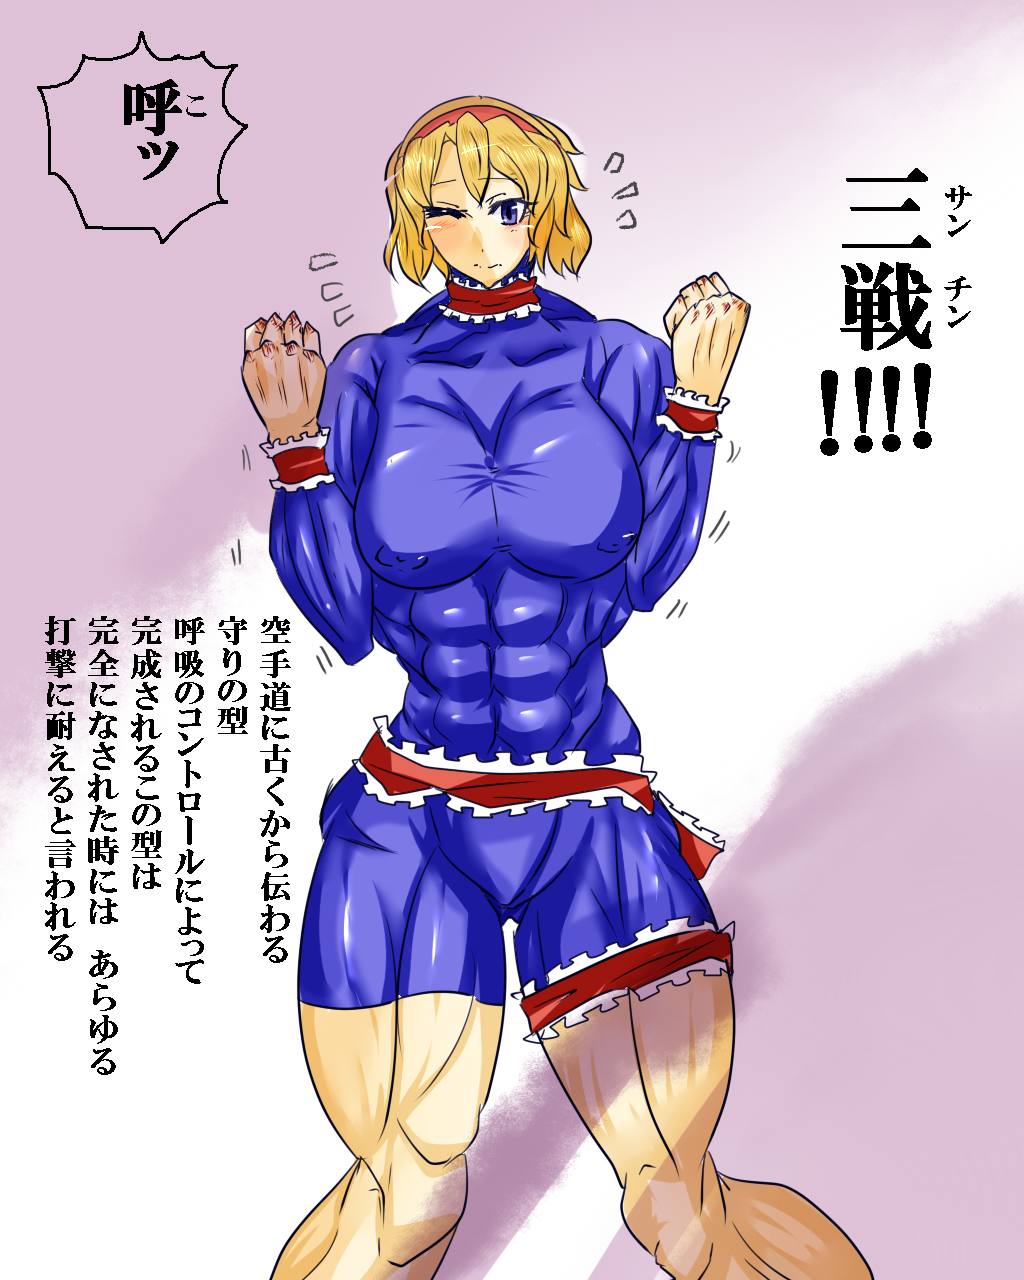 三戦!!!!
サンチン
呼ッ
こ
空手道に古くから伝わる
守りの型
呼吸のコントロールによって
完成されるこの型は
完全になされた時には あらゆる
打撃に耐えると言われる